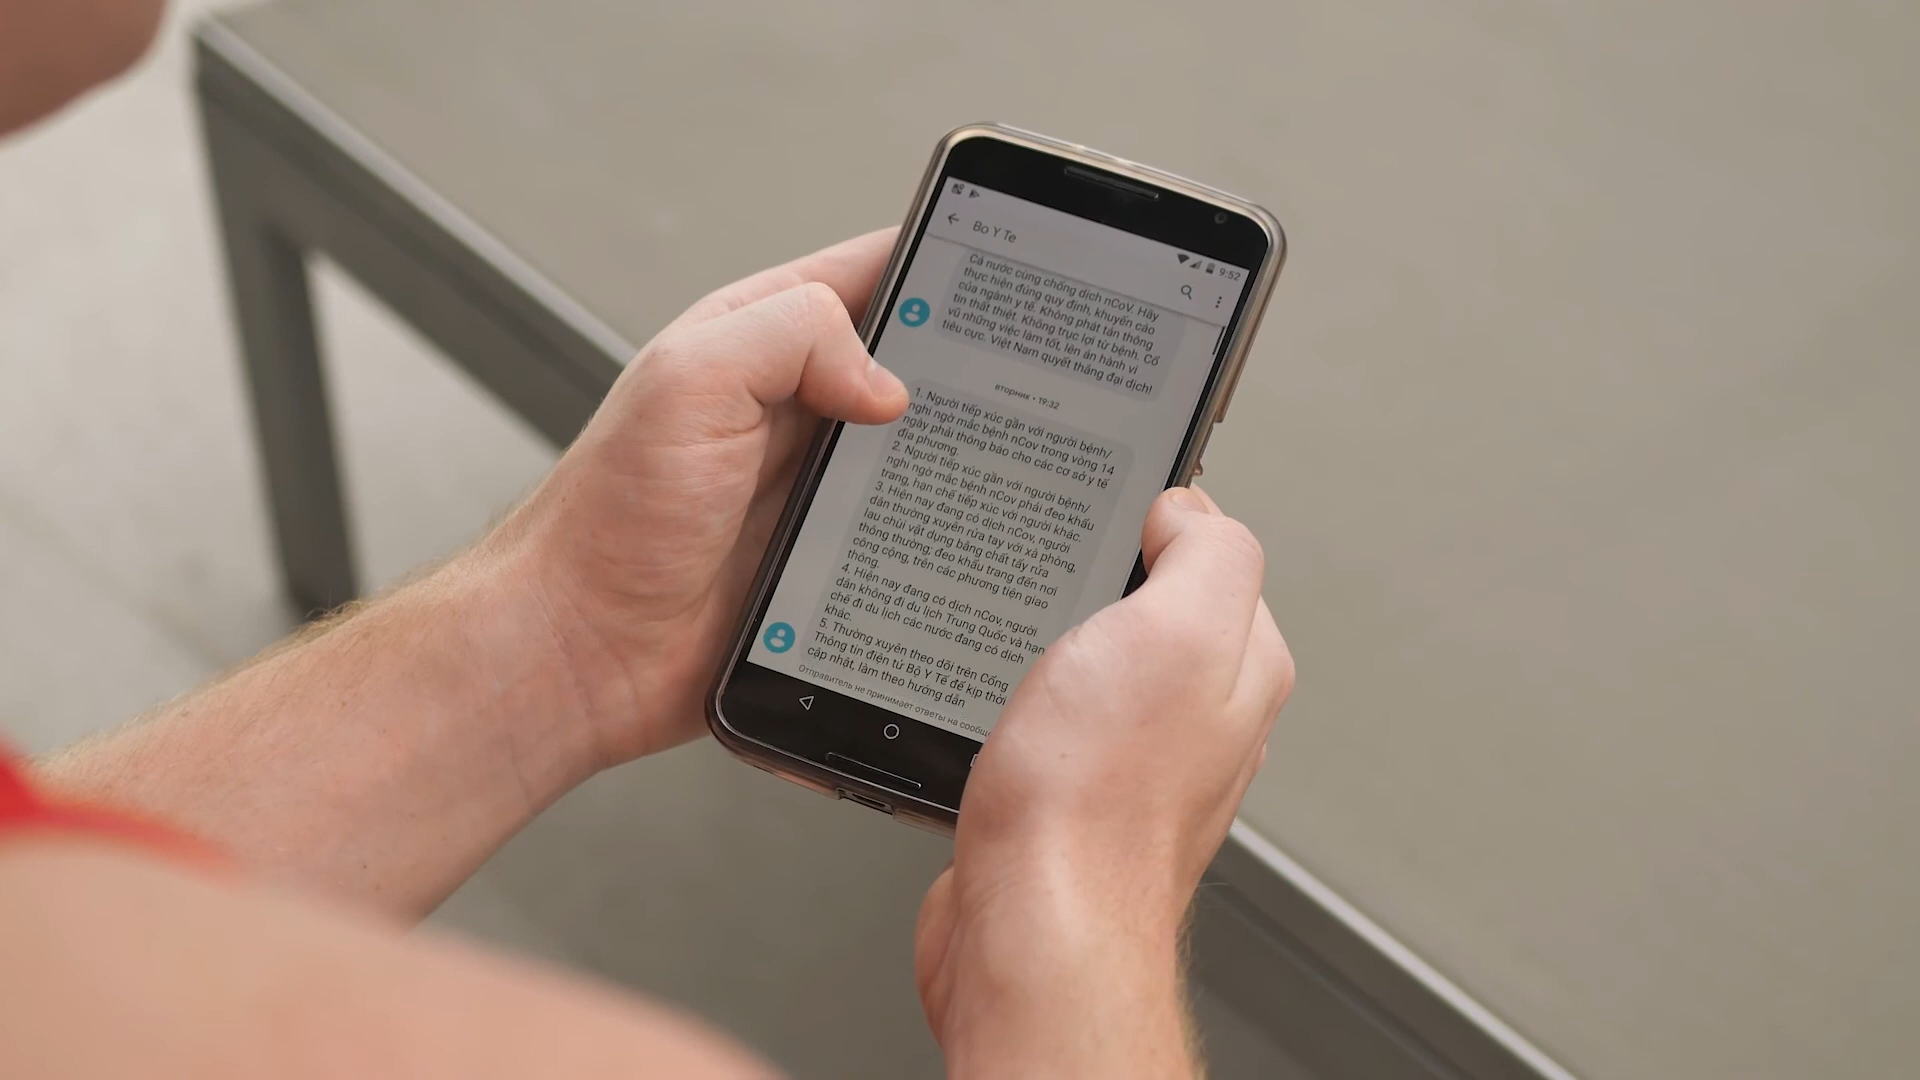 9:52
Bo Y Te
Cả nước cùng chống dịch nCoV. Hãy
thực hiện đúng quy định, khuyến cáo
của ngành y tế. Không phát tán thông
tin thất thiệt. Không trục lợi từ bệnh. Cổ
vũ những việc làm tốt, lên án hành vi
tiêu cực. Việt Nam quyết thắng đại dịch!
вторник • 19:32
1. Người tiếp xúc gần với người bệnh/
nghi ngờ mắc bệnh nCov trong vòng 14
ngày phải thông báo cho các cơ sở y tế
địa phương.
2. Người tiếp xúc gần với người bệnh/
nghi ngờ mắc bệnh nCov phải đeo khẩu
trang, hạn chế tiếp xúc với người khác.
3. Hiện nay đang có dịch nCov, người
dân thường xuyên rửa tay với xà phòng,
lau chùi vật dụng bằng chất tẩy rửa
thông thường; đeo khẩu trang đến nơi
công cộng, trên các phương tiện giao
thông.
4. Hiện nay đang có dịch nCov, người
dân không đi du lịch Trung Quốc và hạn
chế đi du lịch các nước đang có dịch
khác.
5. Thường xuyên theo dõi trên Cổng
Thông tin điện tử Bộ Y Tế để kịp thời
cập nhật, làm theo hướng dẫn
Отправитель не принимает ответы на